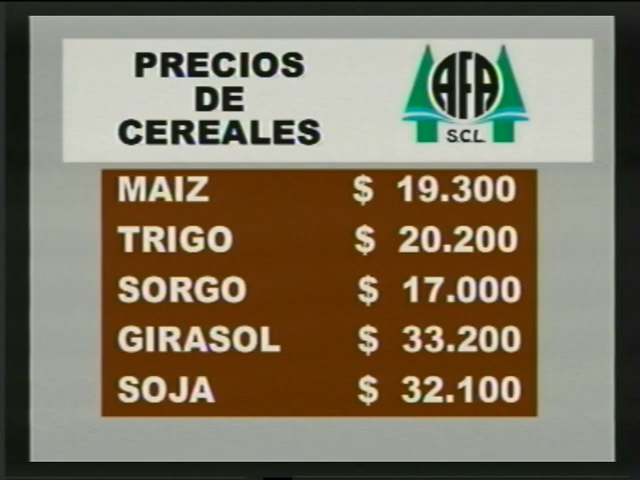 PRECIOS
DE
CEREALES
AFA
S.C.L.
MAIZ $ 19.300
TRIGO $ 20.200
SORGO $ 17.000
GIRASOL $ 33.200
SOJA $ 32.100